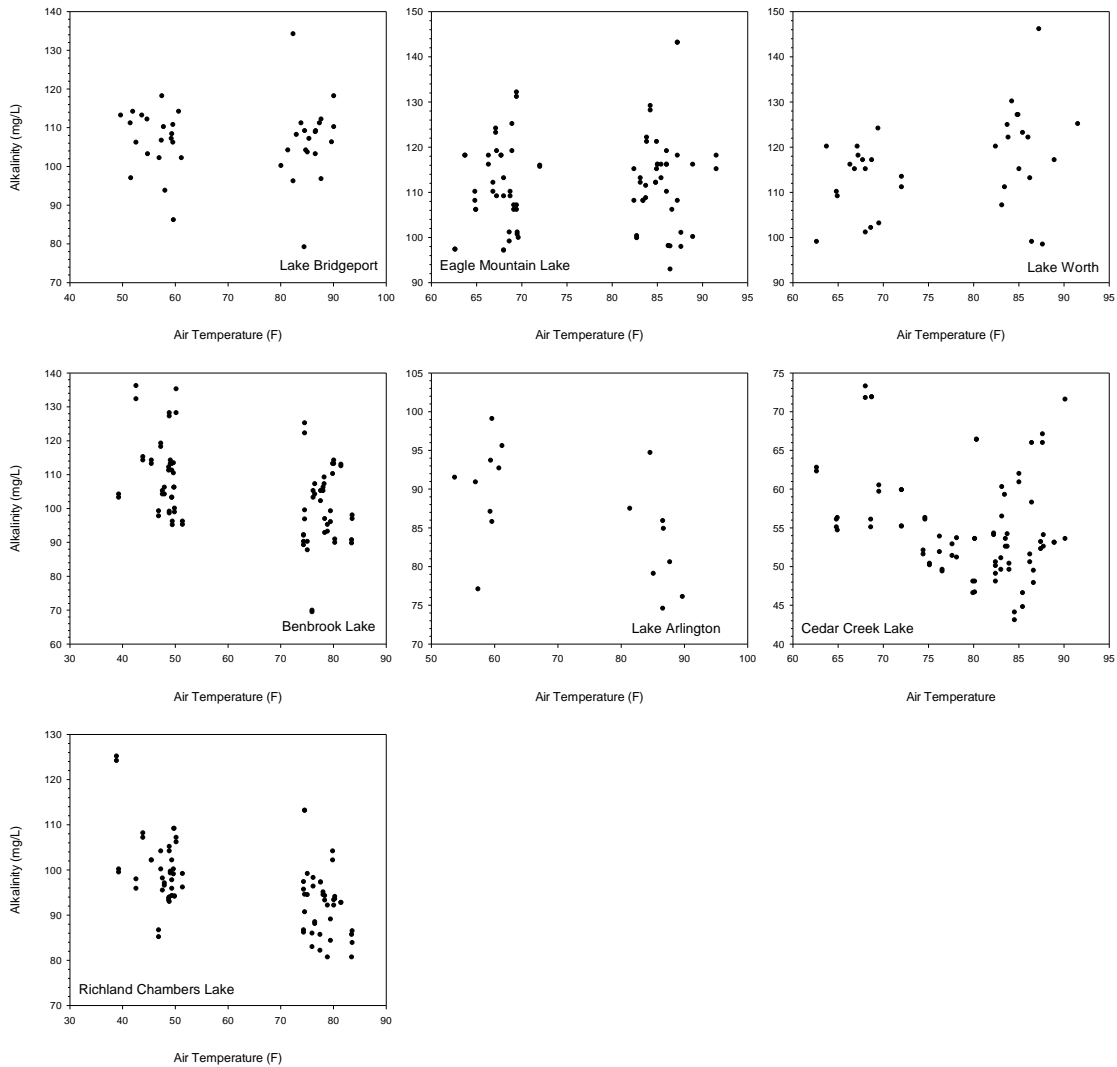 140
130
120
110
100
90
80
70
Alkalinity (mg/L)
Lake Bridgeport
40 50 60 70 80 90 100
Air Temperature (F)
150
140
130
120
110
100
90
Eagle Mountain Lake
60 65 70 75 80 85 90 95
Air Temperature (F)
150
140
130
120
110
100
90
Lake Worth
60 65 70 75 80 85 90 95
Air Temperature (F)
140
130
120
110
100
90
80
70
60
Alkalinity (mg/L)
Benbrook Lake
30 40 50 60 70 80 90
Air Temperature (F)
105
100
95
90
85
80
75
70
Lake Arlington
50 60 70 80 90 100
Air Temperature (F)
75
70
65
60
55
50
45
40
Cedar Creek Lake
60 65 70 75 80 85 90 95
Air Temperature
130
120
110
100
90
80
70
Alkalinity (mg/L)
Richland Chambers Lake
30 40 50 60 70 80 90
Air Temperature (F)